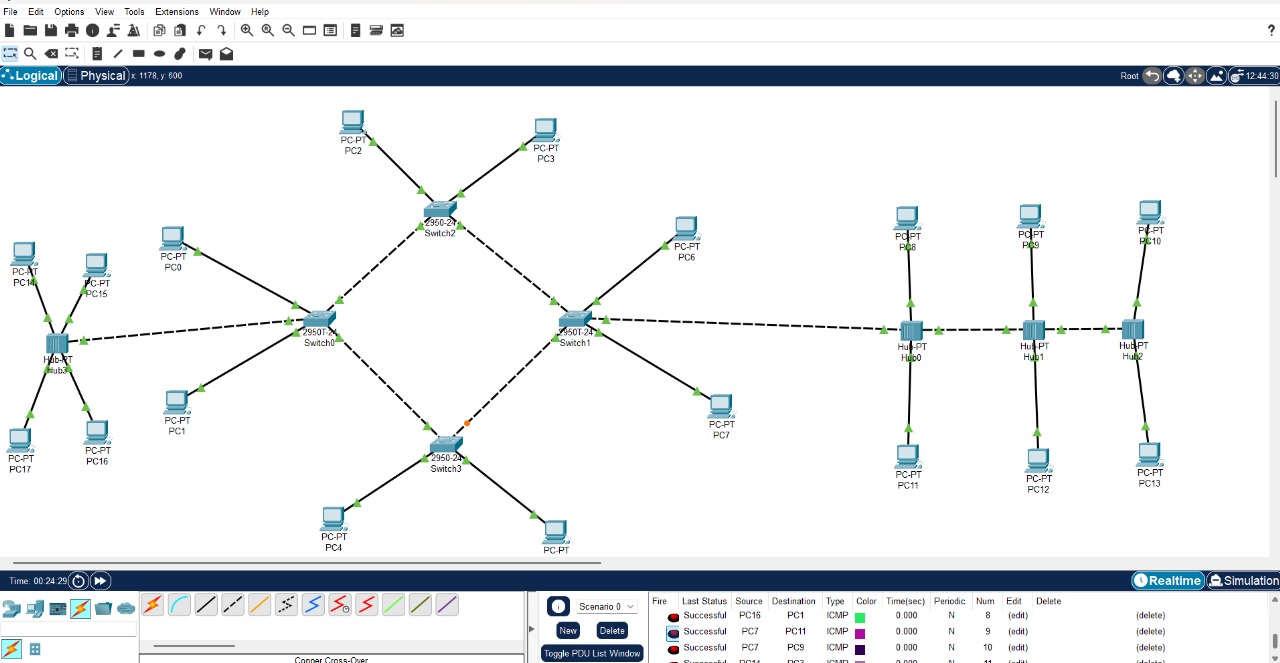 File Edit Options View Tools Extensions Window Help
?
Logical Physical x: 1178, y: 600 Root 12:44:30
PC-PT
PC2
PC-PT
PC3
2950-24
Switch2
PC-PT
PC0
PC-PT
PC6
PC-PT
PC8
PC-PT
PC9
PC-PT
PC10
PC-PT
PC14
PC-PT
PC15
Hub-PT
Hub3
2950T-24
Switch0
2950T-24
Switch1
Hub-PT
Hub0
Hub-PT
Hub1
Hub-PT
Hub2
PC-PT
PC1
PC-PT
PC7
PC-PT
PC17
PC-PT
PC16
2950-24
Switch3
PC-PT
PC11
PC-PT
PC12
PC-PT
PC13
PC-PT
PC4
PC-PT
Time: 00:24:29 Realtime Simulation
Scenario 0
New Delete
Toggle PDU List Window
Copper Cross-Over
Fire Last Status Source Destination Type Color Time(sec) Periodic Num Edit Delete
Successful PC16 PC1 ICMP 0.000 N 8 (edit) (delete)
Successful PC7 PC11 ICMP 0.000 N 9 (edit) (delete)
Successful PC7 PC9 ICMP 0.000 N 10 (edit) (delete)
Successful PC14 PC3 ICMP 0.000 N 11 (edit) (delete)